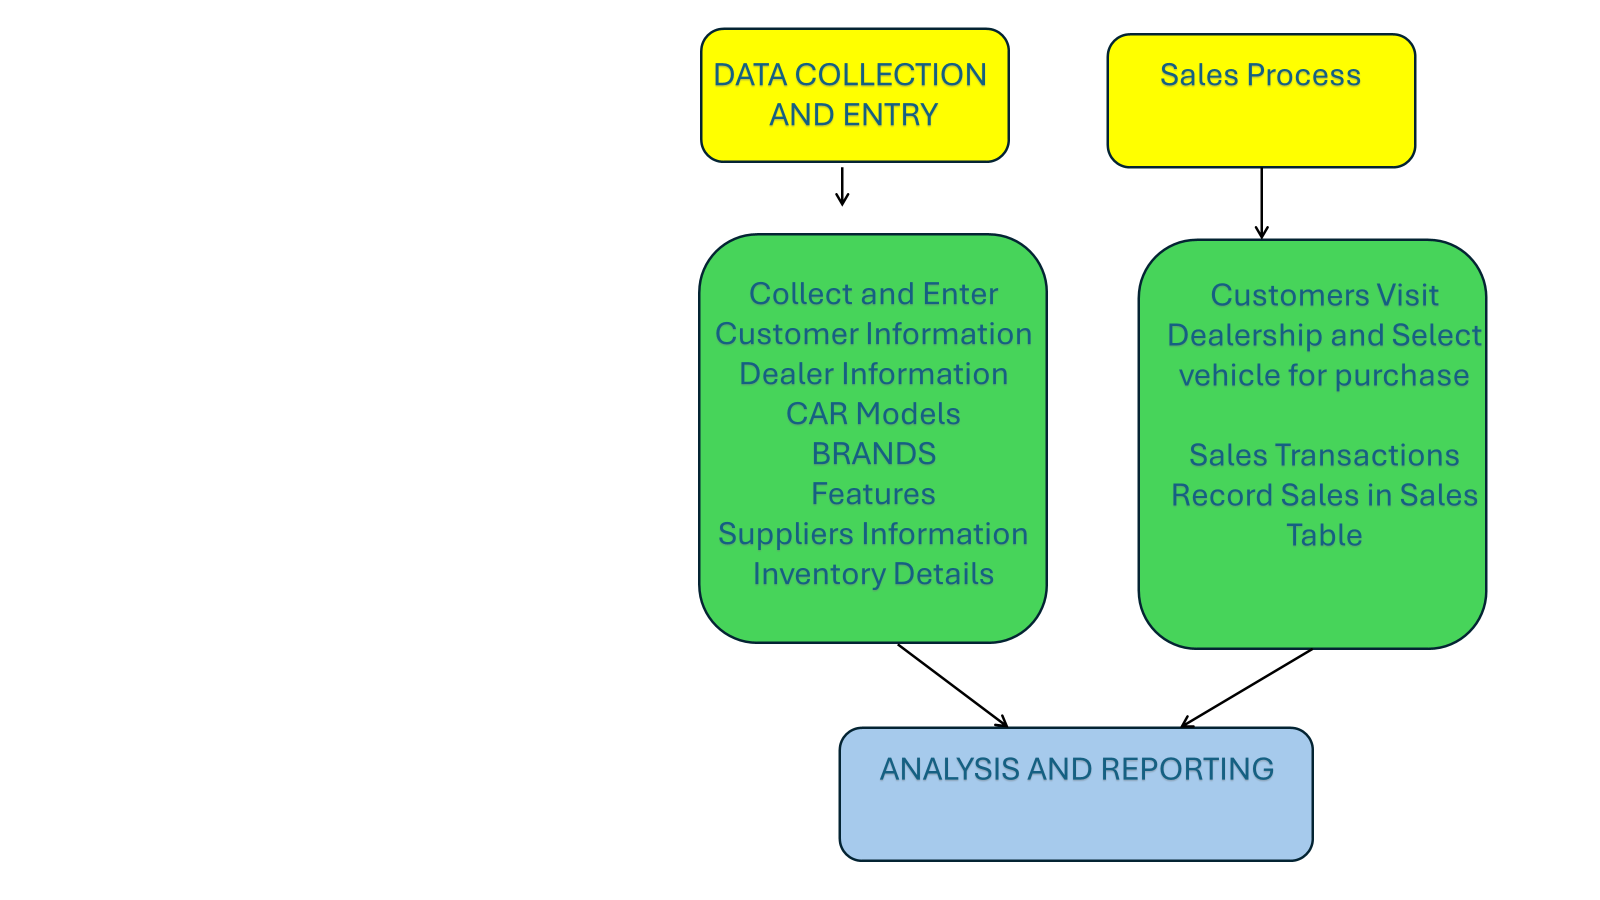 DATA COLLECTION
AND ENTRY
Sales Process
Collect and Enter
Customer Information
Dealer Information
CAR Models
BRANDS
Features
Suppliers Information
Inventory Details
Customers Visit
Dealership and Select
vehicle for purchase
Sales Transactions
Record Sales in Sales
Table
ANALYSIS AND REPORTING